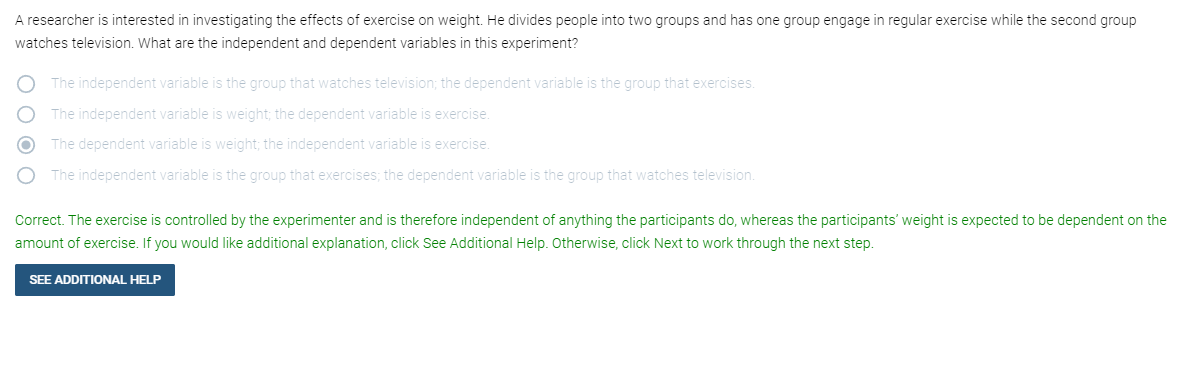 A researcher is interested in investigating the effects of exercise on weight. He divides people into two groups and has one group engage in regular exercise while the second group
watches television. What are the independent and dependent variables in this experiment?
The independent variable is the group that watches television; the dependent variable is the group that exercises.
The independent variable is weight; the dependent variable is exercise.
The dependent variable is weight; the independent variable is exercise.
The independent variable is the group that exercises; the dependent variable is the group that watches television.
Correct. The exercise is controlled by the experimenter and is therefore independent of anything the participants do, whereas the participants' weight is expected to be dependent on the
amount of exercise. If you would like additional explanation, click See Additional Help. Otherwise, click Next to work through the next step.
SEE ADDITIONAL HELP